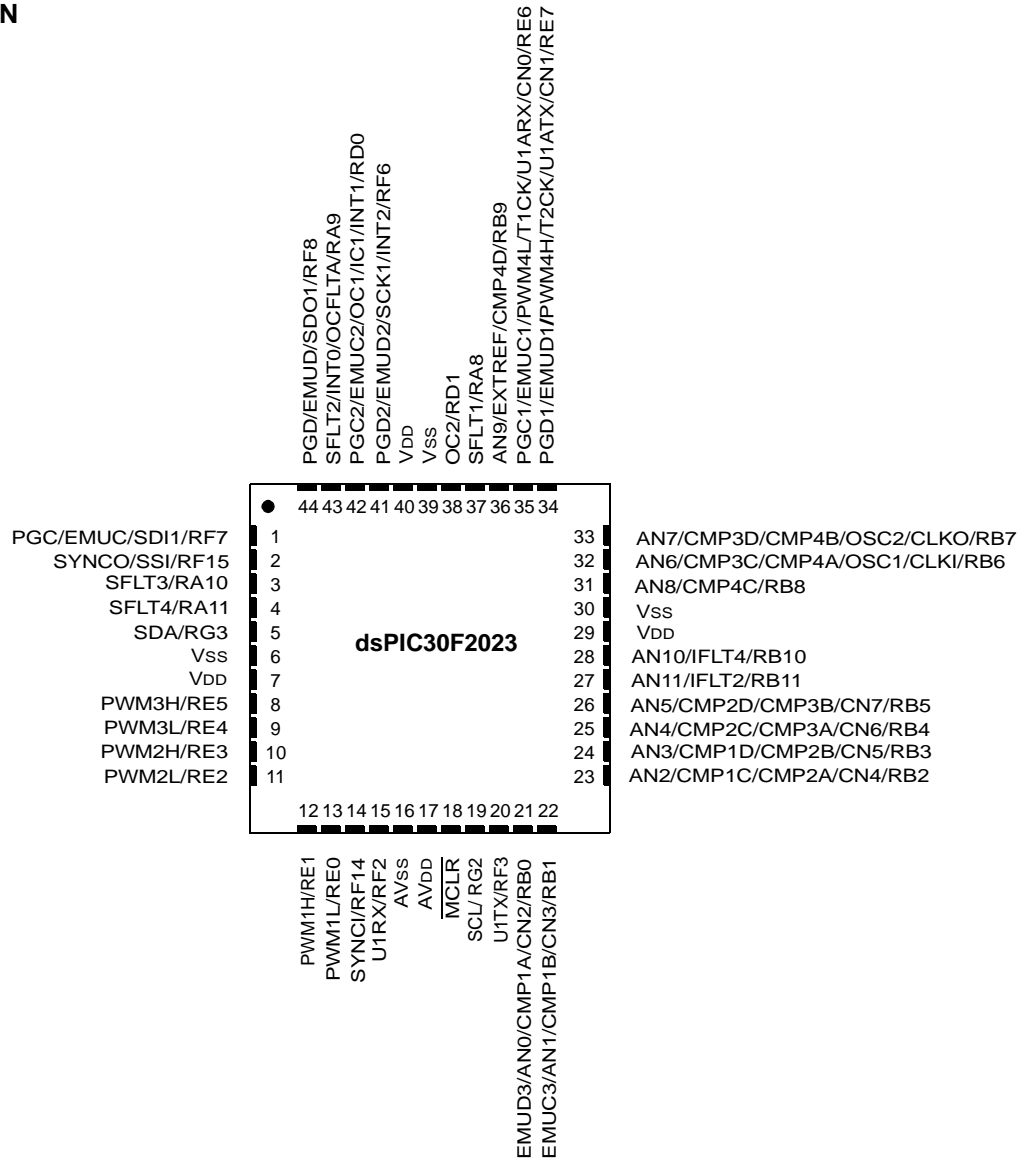 N
PGD/EMUD/SDO1/RF8
SFLT2/INT0/OCFLTA/RA9
PGC2/EMUC2/OC1/IC1/INT1/RD0
PGD2/EMUD2/SCK1/INT2/RF6
VDD
VSS
OC2/RD1
SFLT1/RA8
AN9/EXTREF/CMP4D/RB9
PGC1/EMUC1/PWM4L/T1CK/U1ARX/CN0/RE6
PGD1/EMUD1/PWM4H/T2CK/U1ATX/CN1/RE7
44 43 42 41 40 39 38 37 36 35 34
PGC/EMUC/SDI1/RF7 1
SYNCO/SSI/RF15 2
SFLT3/RA10 3
SFLT4/RA11 4
SDA/RG3 5
VSS 6
VDD 7
PWM3H/RE5 8
PWM3L/RE4 9
PWM2H/RE3 10
PWM2L/RE2 11
dsPIC30F2023
33 AN7/CMP3D/CMP4B/OSC2/CLKO/RB7
32 AN6/CMP3C/CMP4A/OSC1/CLKI/RB6
31 AN8/CMP4C/RB8
30 VSS
29 VDD
28 AN10/IFLT4/RB10
27 AN11/IFLT2/RB11
26 AN5/CMP2D/CMP3B/CN7/RB5
25 AN4/CMP2C/CMP3A/CN6/RB4
24 AN3/CMP1D/CMP2B/CN5/RB3
23 AN2/CMP1C/CMP2A/CN4/RB2
12 13 14 15 16 17 18 19 20 21 22
PWM1H/RE1
PWM1L/RE0
SYNCI/RF14
U1RX/RF2
AVSS
AVDD
MCLR
SCL/ RG2
U1TX/RF3
EMUD3/AN0/CMP1A/CN2/RB0
EMUC3/AN1/CMP1B/CN3/RB1